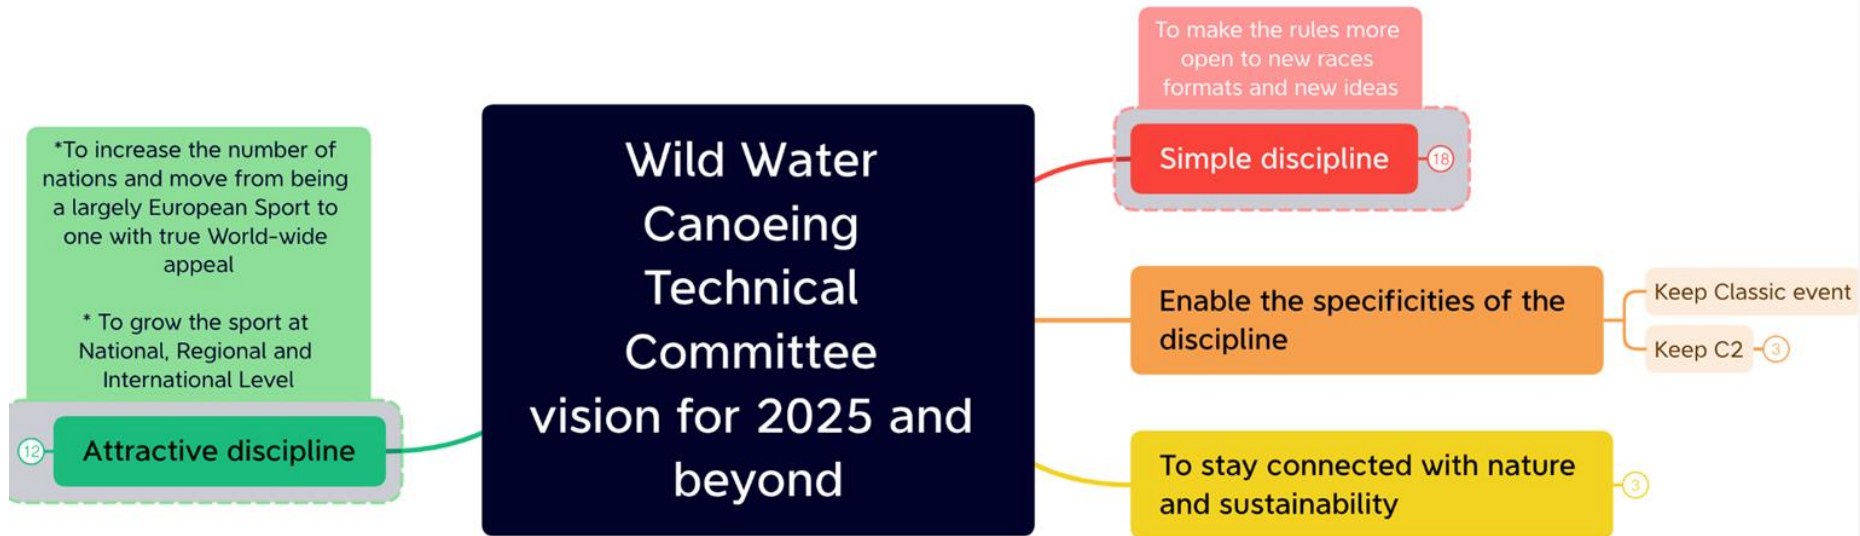 *To increase the number of
nations and move from being
a largely European Sport to
one with true World-wide
appeal
* To grow the sport at
National, Regional and
International Level
12
Attractive discipline
Wild Water
Canoeing
Technical
Committee
vision for 2025 and
beyond
To make the rules more
open to new races
formats and new ideas
Simple discipline
18
Enable the specificities of the
discipline
Keep Classic event
Keep C2
3
To stay connected with nature
and sustainability
3